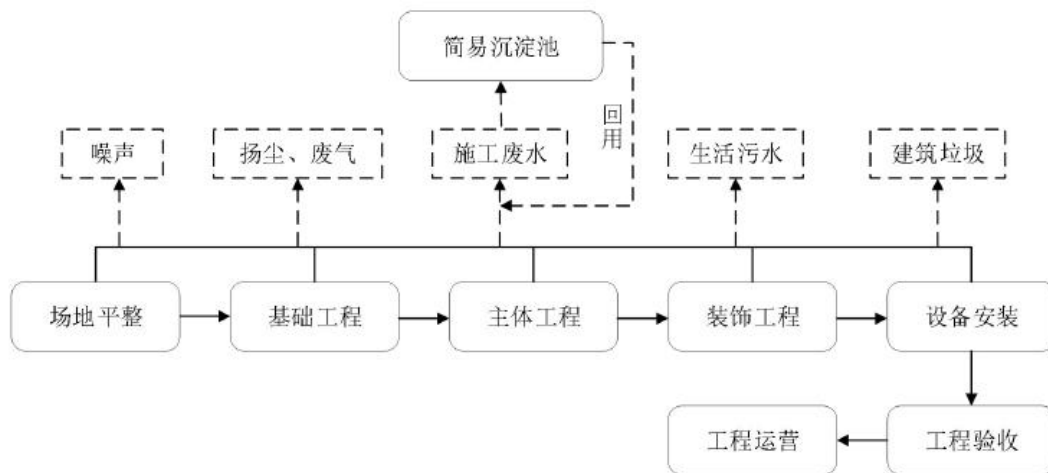 简易沉淀池
回用
噪声
扬尘、废气
施工废水
生活污水
建筑垃圾
场地平整
基础工程
主体工程
装饰工程
设备安装
工程运营
工程验收